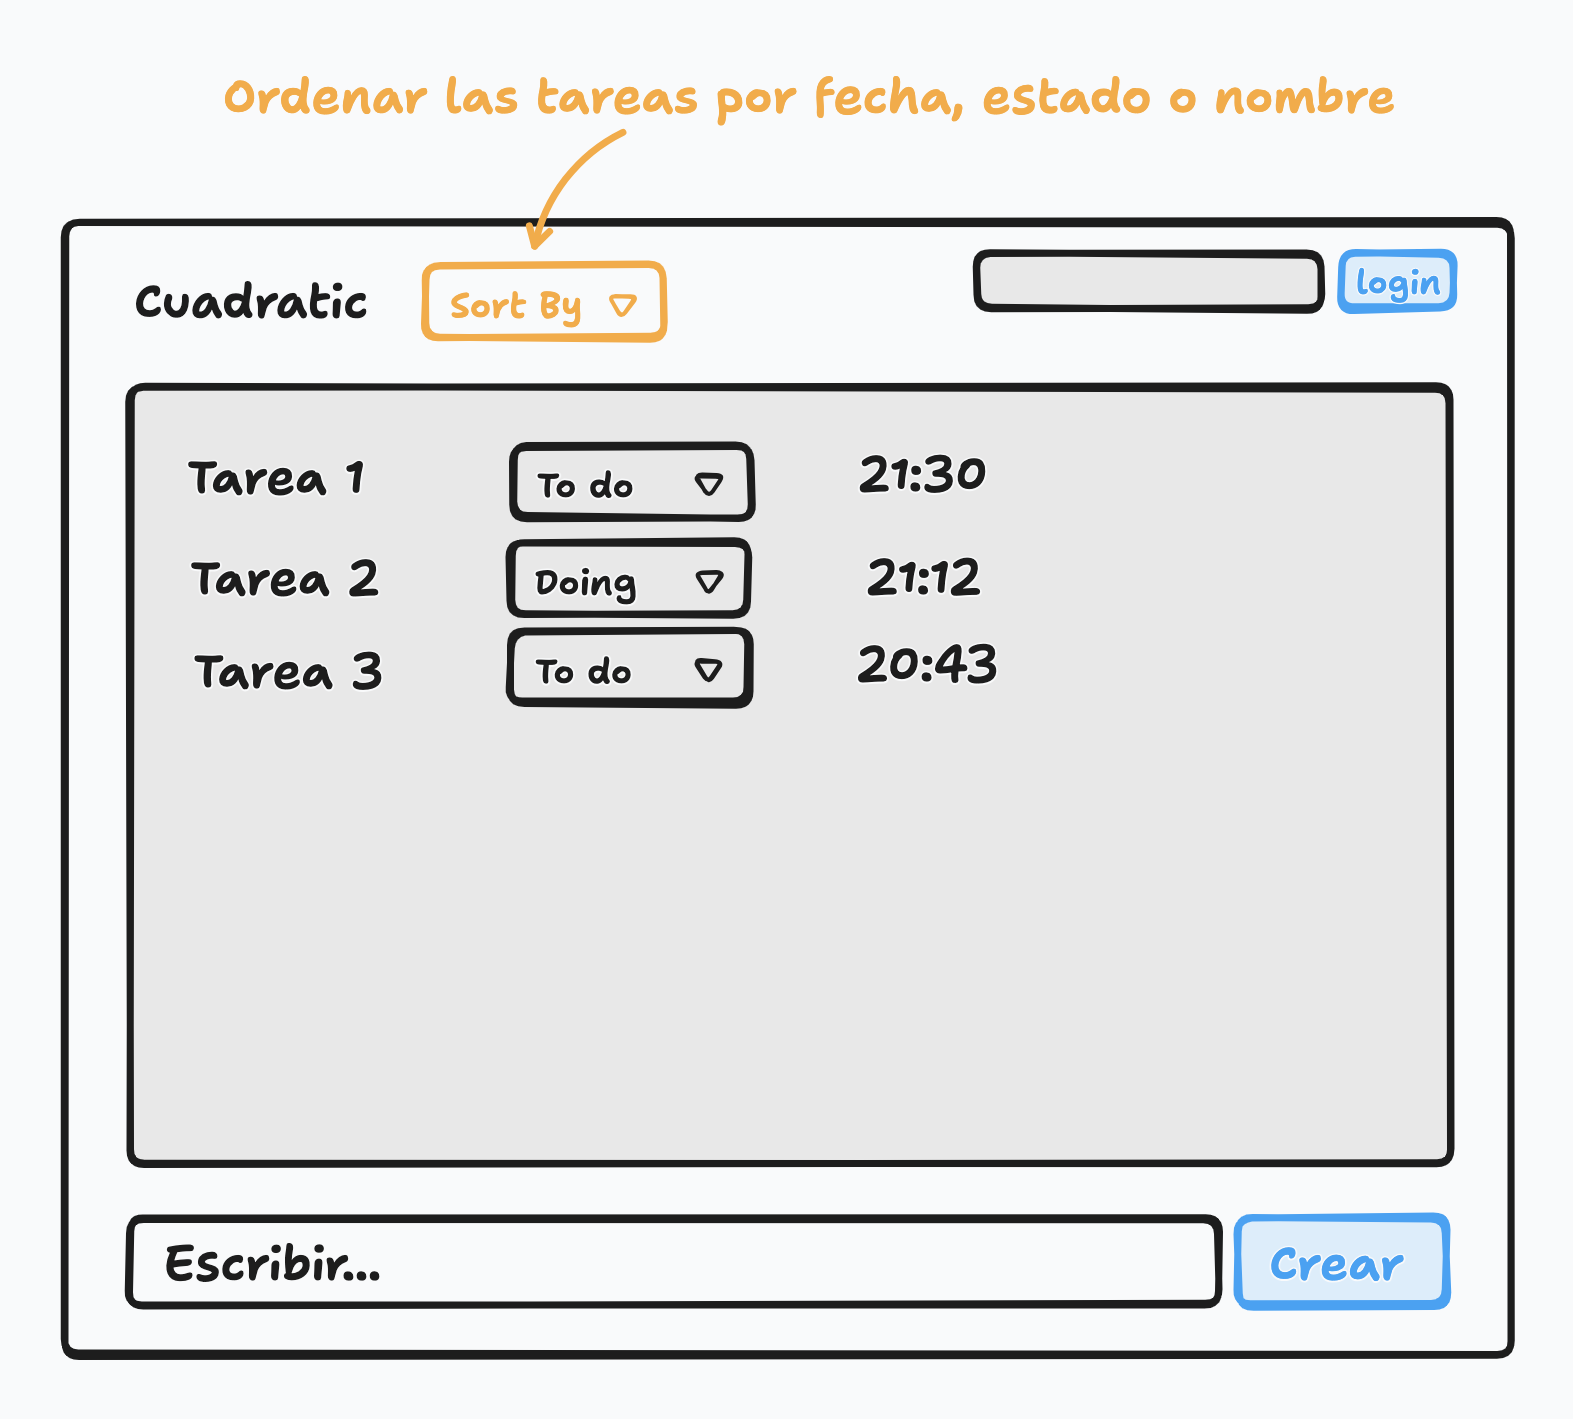 Ordenar las tareas por fecha, estado o nombre
Cuadratic
Sort By
login
Tarea 1 To do 21:30
Tarea 2 Doing 21:12
Tarea 3 To do 20:43
Escribir...
Crear